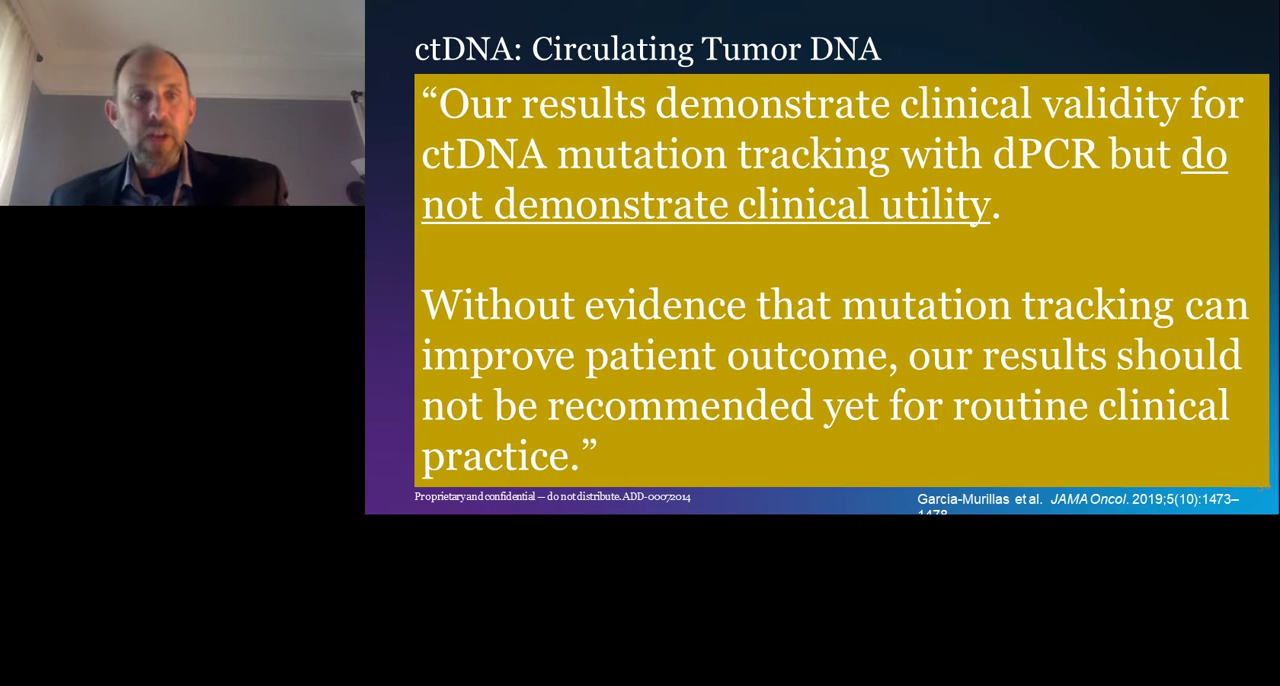 ctDNA: Circulating Tumor DNA
“Our results demonstrate clinical validity for
ctDNA mutation tracking with dPCR but do
not demonstrate clinical utility.
Without evidence that mutation tracking can
improve patient outcome, our results should
not be recommended yet for routine clinical
practice.”
Proprietary and confidential — do not distribute. ADD-00072014
Garcia-Murillas et al. JAMA Oncol. 2019;5(10):1473–
1478